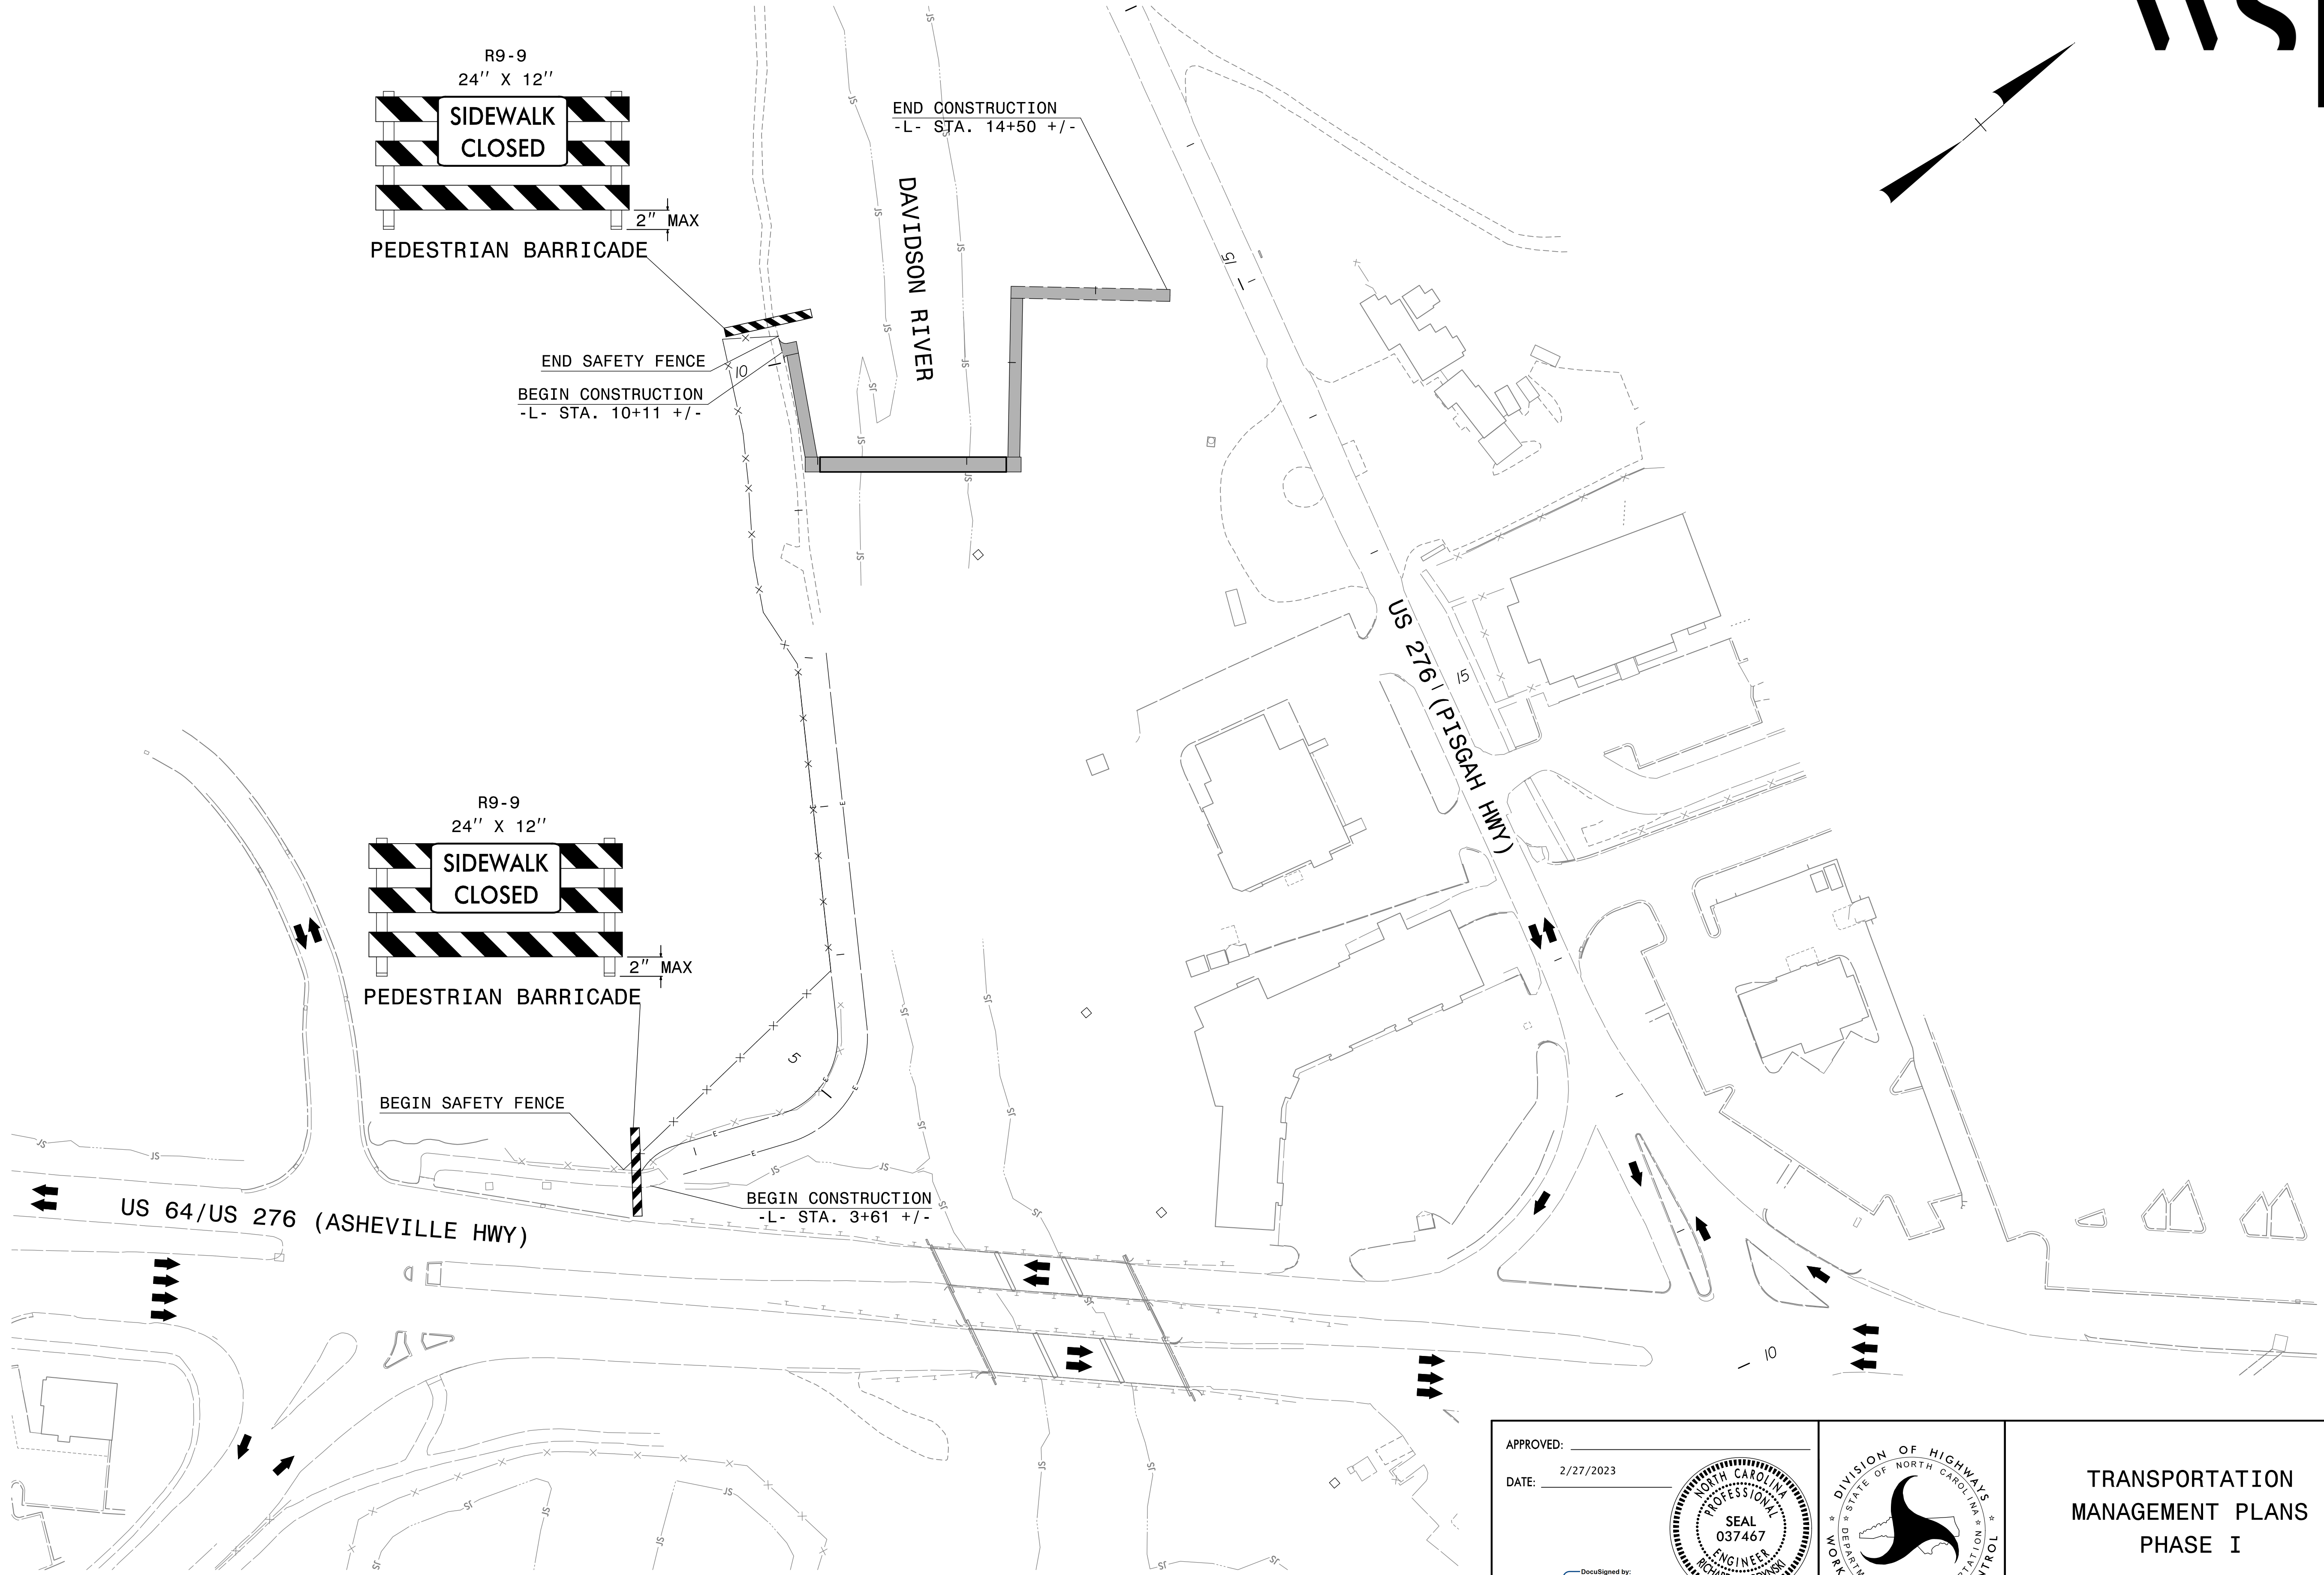 WSP
R9-9
24" X 12"
SIDEWALK
CLOSED
2" MAX
PEDESTRIAN BARRICADE
END CONSTRUCTION
-L- STA. 14+50 +/-
DAVIDSON RIVER
15
END SAFETY FENCE
10
BEGIN CONSTRUCTION
-L- STA. 10+11 +/-
US 276 (PISGAH HWY)
15
R9-9
24" X 12"
SIDEWALK
CLOSED
2" MAX
PEDESTRIAN BARRICADE
5
BEGIN SAFETY FENCE
BEGIN CONSTRUCTION
-L- STA. 3+61 +/-
US 64/US 276 (ASHEVILLE HWY)
10
JS
E
APPROVED:
DATE: 2/27/2023
NORTH CAROLINA
PROFESSIONAL
SEAL
037467
ENGINEER
DocuSigned by:
DIVISION OF HIGHWAYS
STATE OF NORTH CAROLINA
TRANSPORTATION
MANAGEMENT PLANS
PHASE I